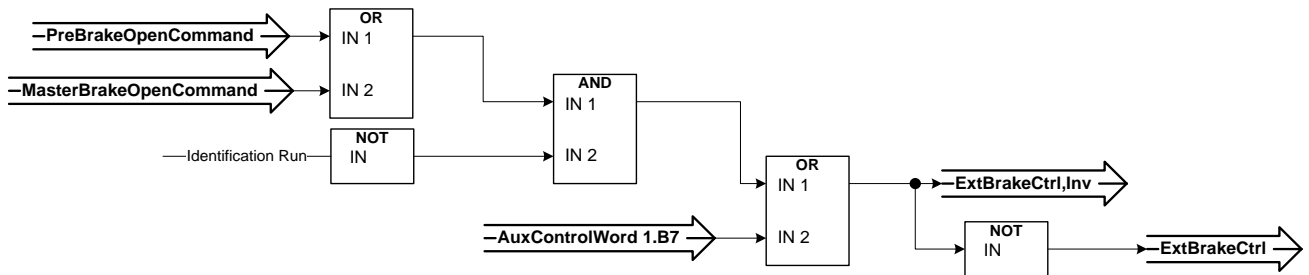 OR
PreBrakeOpenCommand
IN 1
AND
MasterBrakeOpenCommand
IN 2
IN 1
NOT
Identification Run
IN
IN 2
OR
IN 1
ExtBrakeCtrl,Inv
AuxControlWord 1.B7
IN 2
NOT
IN
ExtBrakeCtrl